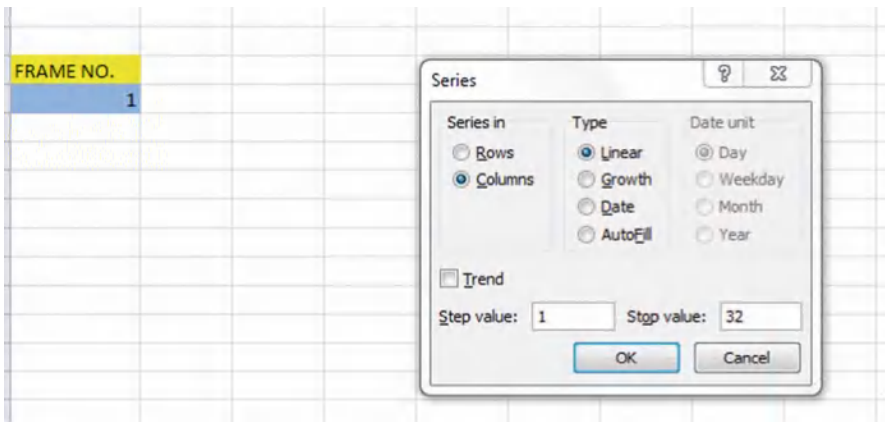 FRAME NO.
1
Series
Series in
Type
Date unit
Rows
Linear
Day
Columns
Growth
Weekday
Date
Month
AutoFill
Year
Trend
Step value: 1
Stop value: 32
OK
Cancel